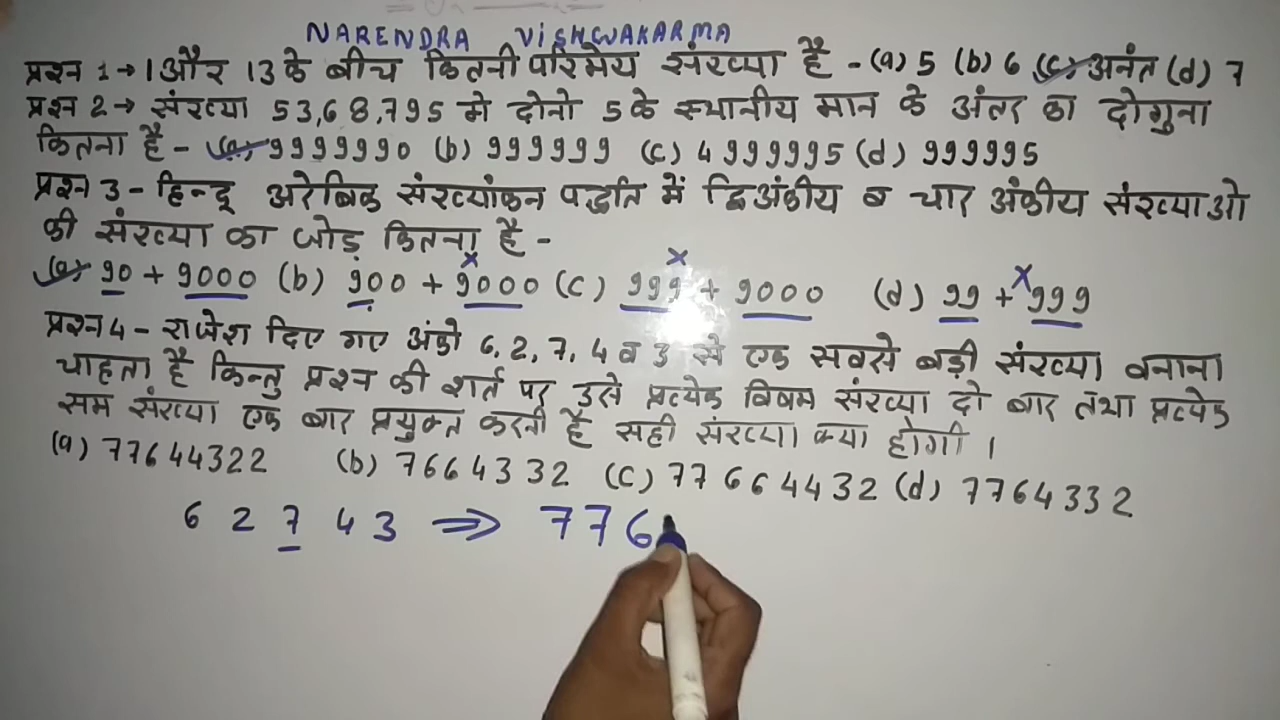 NARENDRA VISHWAKARMA
प्रश्न 1→ 1 और 13 के बीच कितनी परिमेय संख्या है - (a) 5 (b) 6 (c) अनंत (d) 7
प्रश्न 2→ संख्या 53,68,795 मे दोनो 5 के स्थानीय मान के अंतर का दोगुना
कितना है - (a) 9999990 (b) 999999 (c) 4999995 (d) 999995
प्रश्न 3 - हिन्दू अरेबिक संख्यांकन पद्धति में द्विअंकीय व चार अंकीय संख्याओ
की संख्या का जोड़ कितना है -
(a) 90 + 9000 (b) 900 + 9000 (c) 999 + 9000 (d) 99 + 999
प्रश्न 4 - राजेश दिए गए अंको 6, 2, 7, 4 व 3 से एक सबसे बड़ी संख्या बनाना
चाहता है किन्तु प्रश्न की शर्त पर उसे प्रत्येक विषम संख्या दो बार तथा प्रत्येक
सम संख्या एक बार प्रयुक्त करनी है सही संख्या क्या होगी ।
(a) 77644322 (b) 7664332 (c) 77664432 (d) 7764332
6 2 7 4 3 ⇒ 776